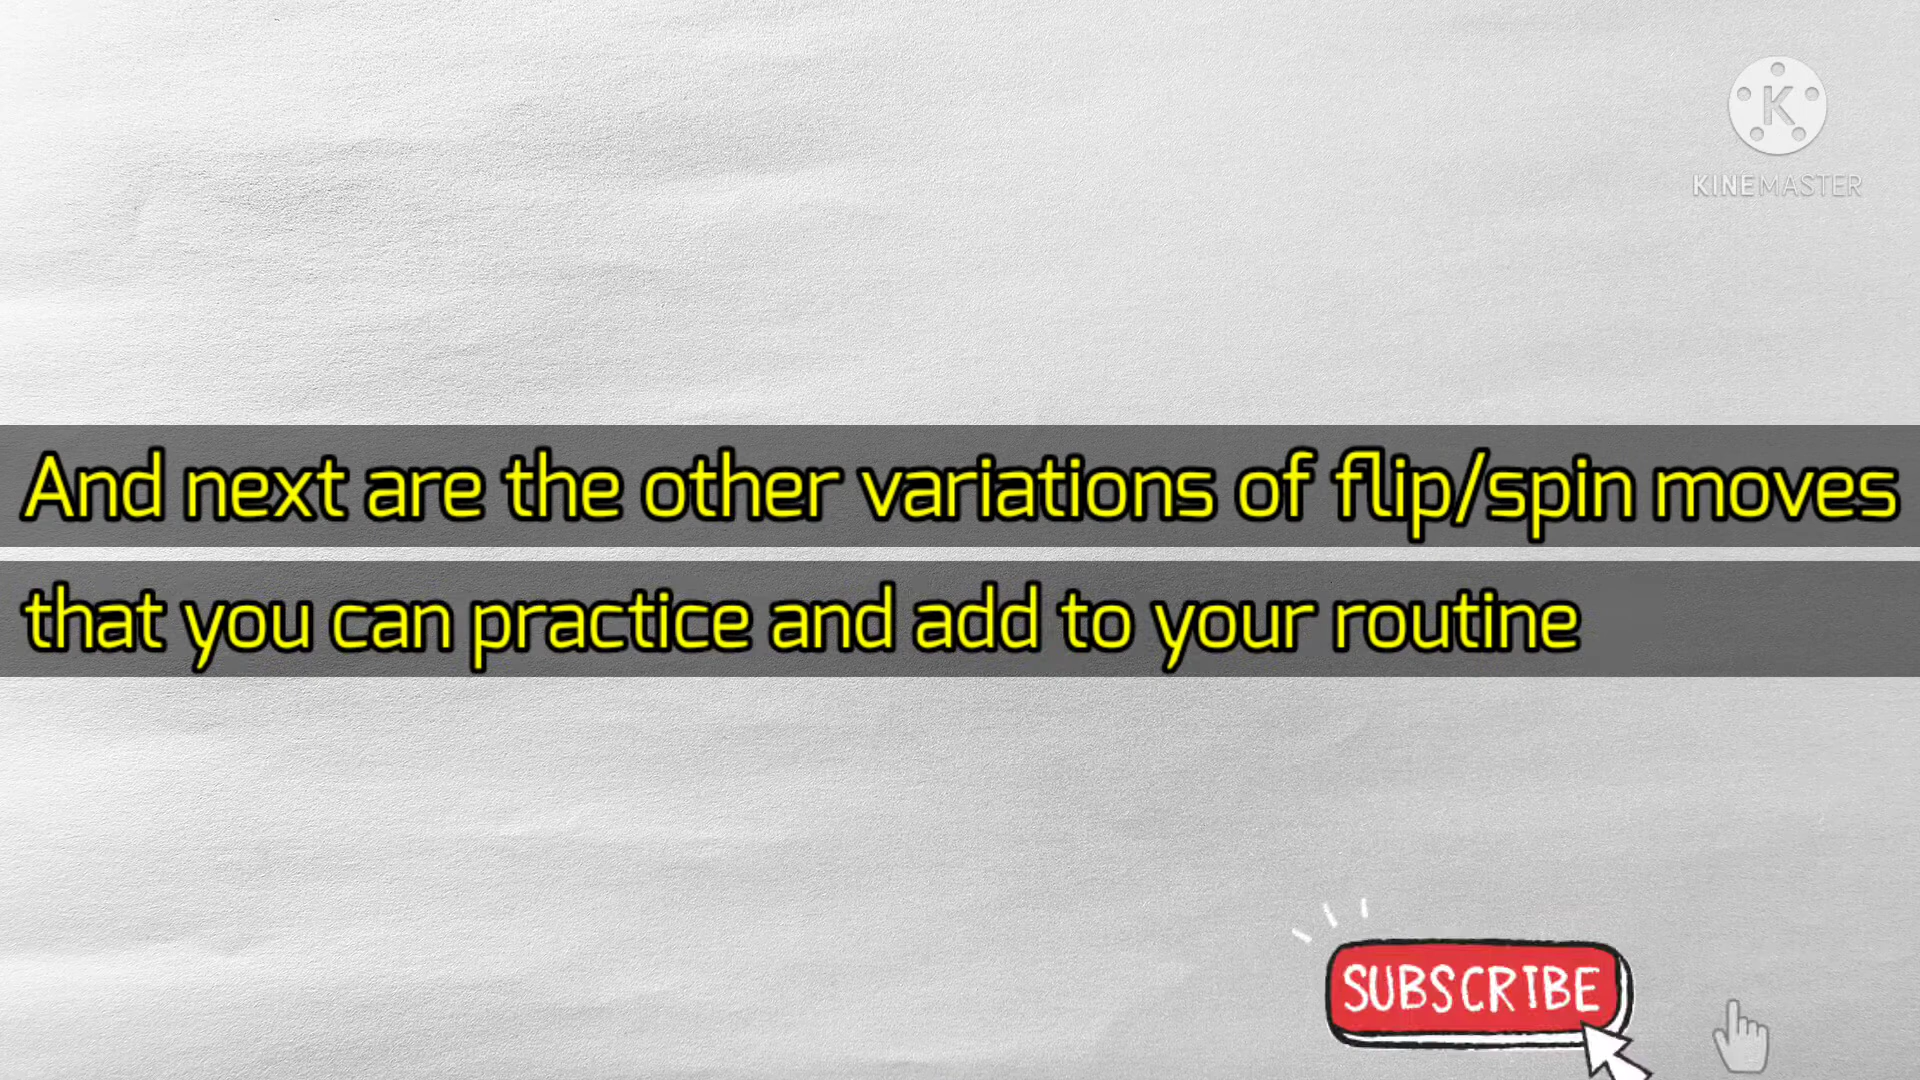 K
KINEMASTER
And next are the other variations of flip/spin moves
that you can practice and add to your routine
SUBSCRIBE